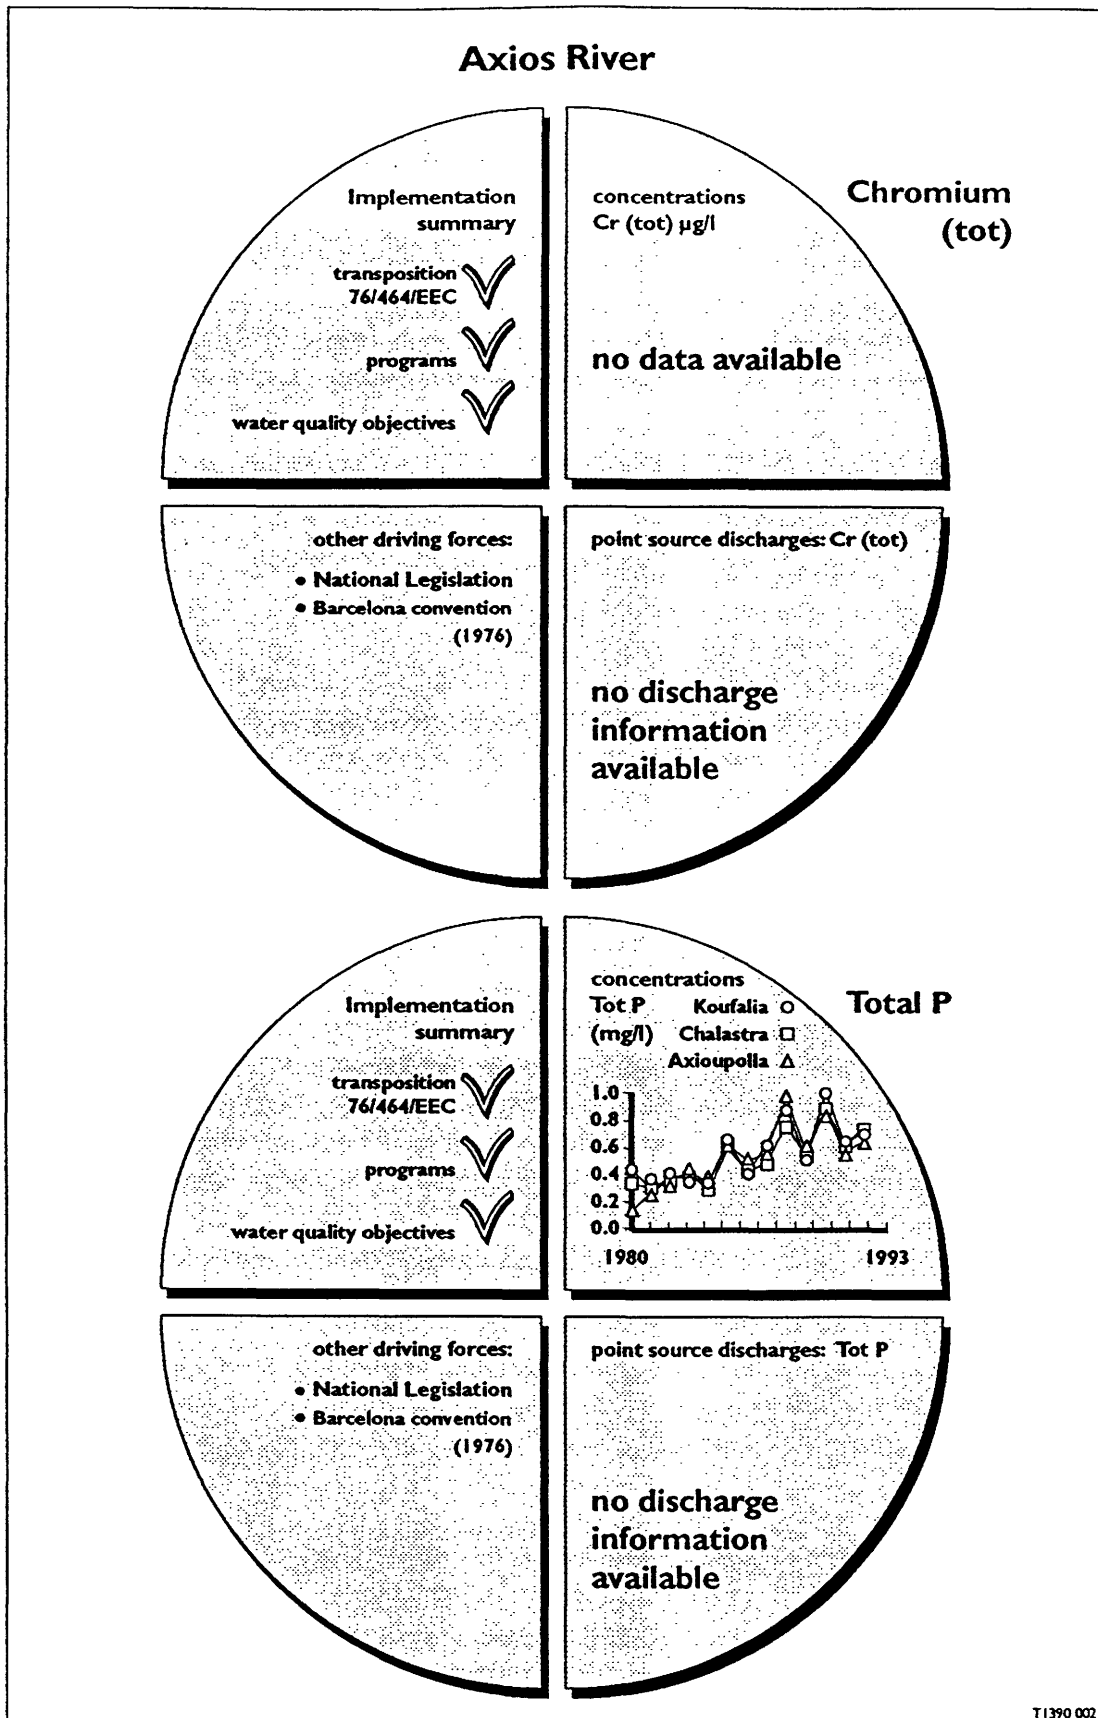 Axios River
Implementation
summary
transposition
76/464/EEC
programs
water quality objectives
concentrations
Cr (tot) µg/l
no data available
Chromium
(tot)
other driving forces:
• National Legislation
• Barcelona convention
(1976)
point source discharges: Cr (tot)
no discharge
information
available
Implementation
summary
transposition
76/464/EEC
programs
water quality objectives
concentrations
Tot P
(mg/l)
Koufalia
Chalastra
Axioupolia
1.0
0.8
0.6
0.4
0.2
0.0
1980
1993
Total P
other driving forces:
• National Legislation
• Barcelona convention
(1976)
point source discharges: Tot P
no discharge
information
available
T1390 002